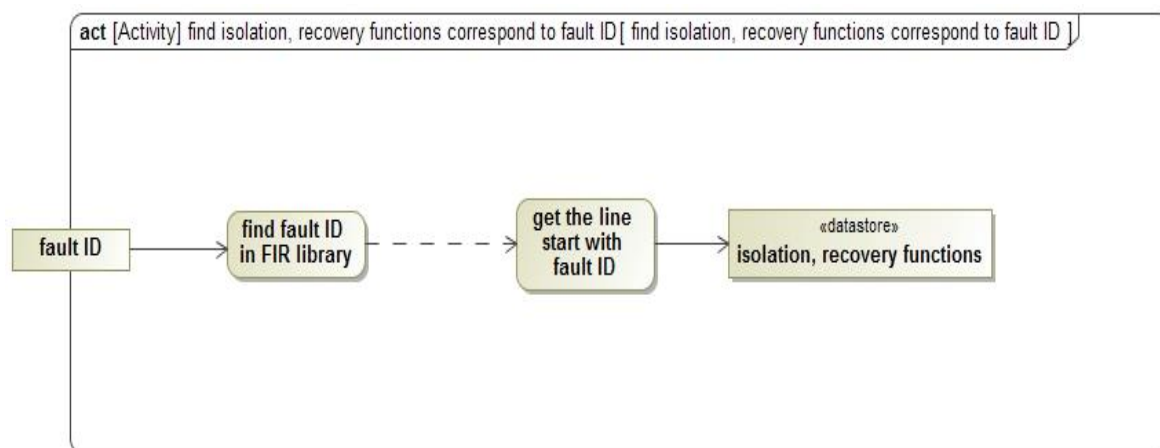 act [Activity] find isolation, recovery functions correspond to fault ID[ find isolation, recovery functions correspond to fault ID ]
fault ID
find fault ID
in FIR library
get the line
start with
fault ID
«datastore»
isolation, recovery functions